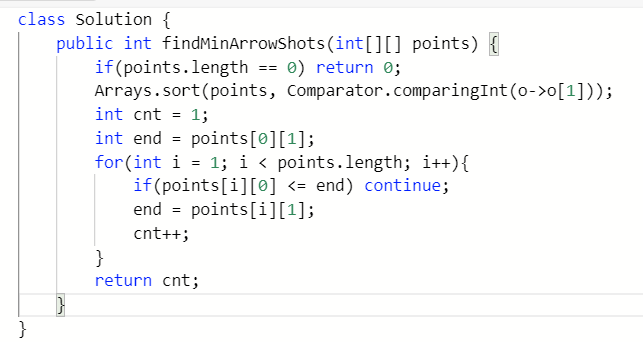 class Solution {
    public int findMinArrowShots(int[][] points) {
        if(points.length == 0) return 0;
        Arrays.sort(points, Comparator.comparingInt(o->o[1]));
        int cnt = 1;
        int end = points[0][1];
        for(int i = 1; i < points.length; i++){
            if(points[i][0] <= end) continue;
            end = points[i][1];
            cnt++;
        }
        return cnt;
    }
}